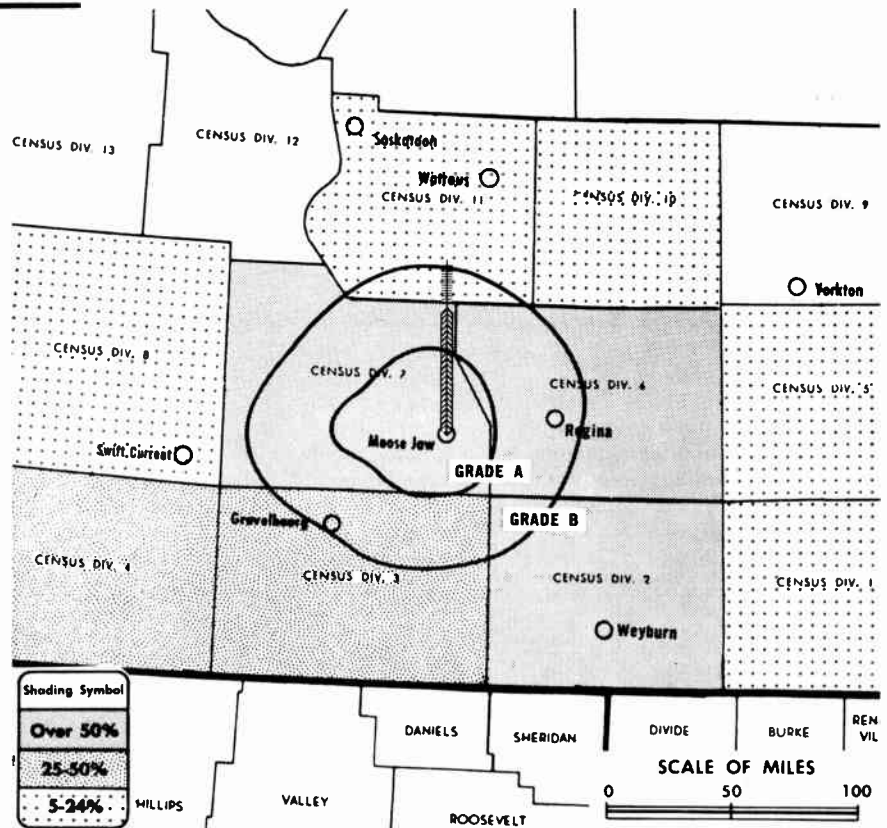 CENSUS DIV. 13
CENSUS DIV. 12
Saskatoon
Watrous
CENSUS DIV. 11
CENSUS DIV. 10
CENSUS DIV. 9
Yorkton
CENSUS DIV. 8
CENSUS DIV. 7
CENSUS DIV. 6
CENSUS DIV. 5
Swift Current
Moose Jaw
Regina
GRADE A
Gravelbourg
GRADE B
CENSUS DIV. 4
CENSUS DIV. 3
CENSUS DIV. 2
CENSUS DIV. 1
Weyburn
Shading Symbol
Over 50%
25-50%
5-24%
DANIELS
SHERIDAN
DIVIDE
BURKE
REN
VIL
HILLIPS
VALLEY
ROOSEVELT
SCALE OF MILES
0 50 100